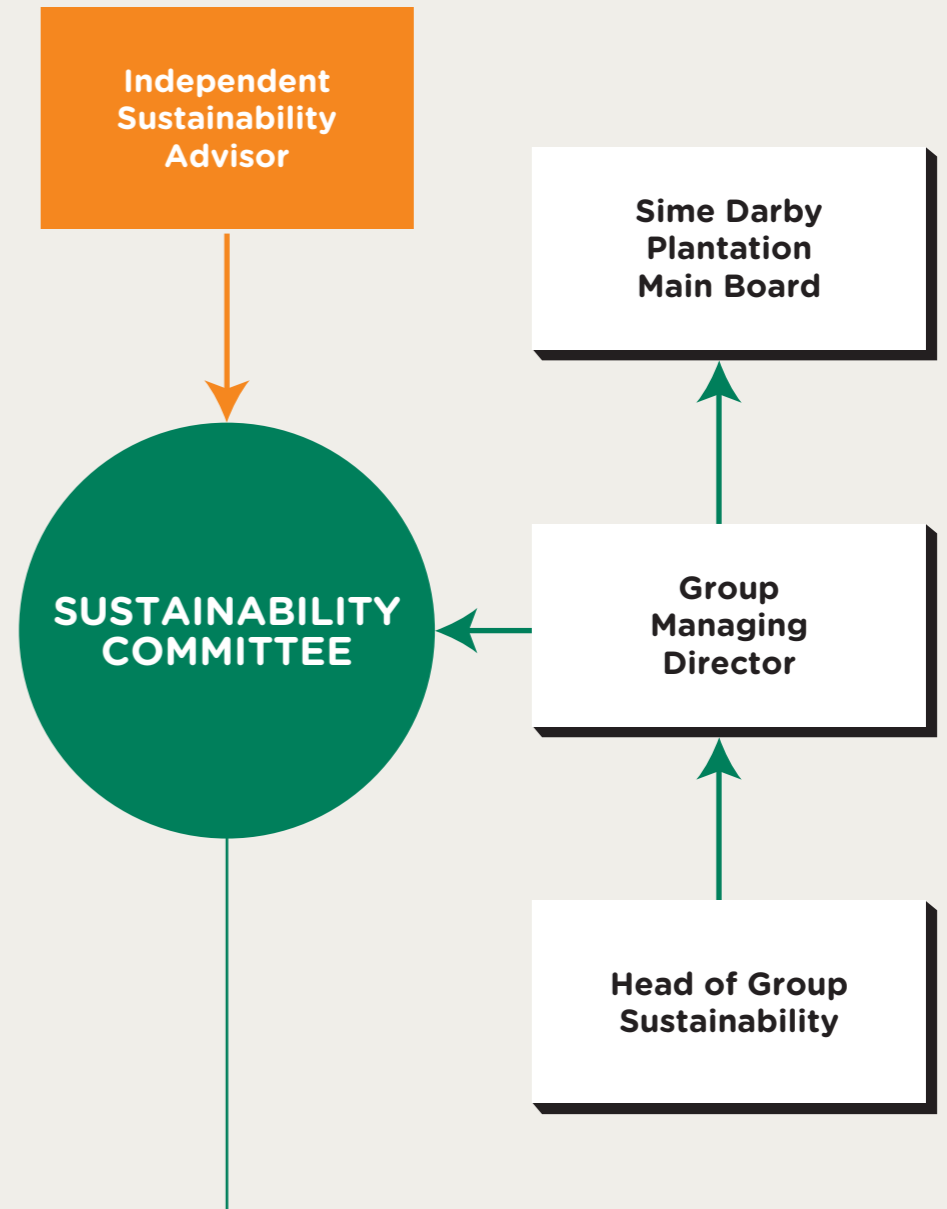 Independent
Sustainability
Advisor
Sime Darby
Plantation
Main Board
SUSTAINABILITY
COMMITTEE
Group
Managing
Director
Head of Group
Sustainability